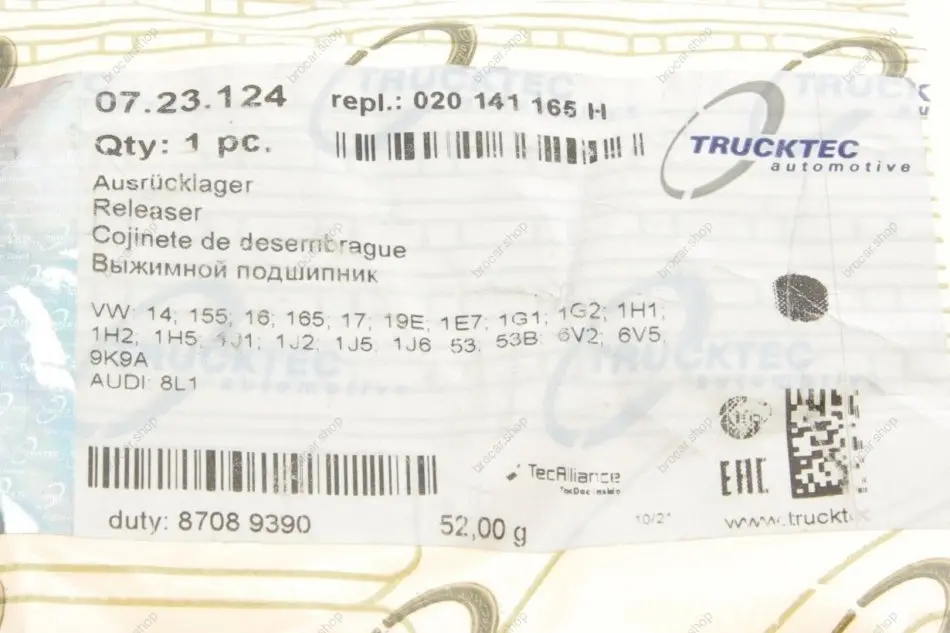 07.23.124
repl.: 020 141 165 H
TRUCKTEC
automotive
Qty: 1 pc.
Ausrücklager
Releaser
Cojinete de desembrague
Выжимной подшипник
VW: 14; 155; 16; 165; 17; 19E; 1E7; 1G1; 1G2; 1H1;
1H2; 1H5; 1J1; 1J2; 1J5; 1J6 53; 53B; 6V2; 6V5;
9K9A
AUDI: 8L1
TecAlliance
EAC
duty: 8708 9390
52,00 g
10/21
www.truckt
brocar.shop